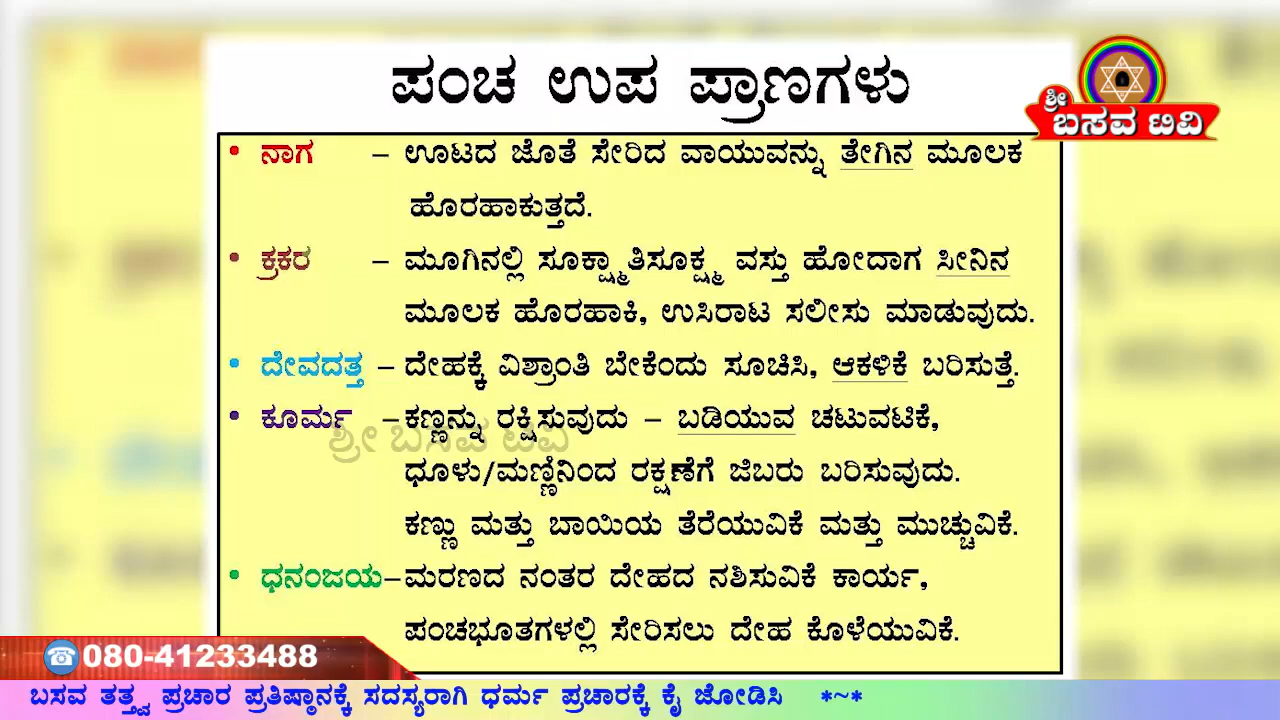 ಪಂಚ ಉಪ ಪ್ರಾಣಗಳು
ಶ್ರೀ
ಬಸವ ಟಿವಿ
• ನಾಗ – ಊಟದ ಜೊತೆ ಸೇರಿದ ವಾಯುವನ್ನು ತೇಗಿನ ಮೂಲಕ
ಹೊರಹಾಕುತ್ತದೆ.
• ಕ್ರಕರ – ಮೂಗಿನಲ್ಲಿ ಸೂಕ್ಷ್ಮಾತಿಸೂಕ್ಷ್ಮ ವಸ್ತು ಹೋದಾಗ ಸೀನಿನ
ಮೂಲಕ ಹೊರಹಾಕಿ, ಉಸಿರಾಟ ಸಲೀಸು ಮಾಡುವುದು.
• ದೇವದತ್ತ – ದೇಹಕ್ಕೆ ವಿಶ್ರಾಂತಿ ಬೇಕೆಂದು ಸೂಚಿಸಿ, ಆಕಳಿಕೆ ಬರಿಸುತ್ತೆ.
• ಕೂರ್ಮ –ಕಣ್ಣನ್ನು ರಕ್ಷಿಸುವುದು – ಬಡಿಯುವ ಚಟುವಟಿಕೆ,
ಶ್ರೀ ಬಸವ ಟಿವಿ
ಧೂಳು/ಮಣ್ಣಿನಿಂದ ರಕ್ಷಣೆಗೆ ಜಿಬರು ಬರಿಸುವುದು.
ಕಣ್ಣು ಮತ್ತು ಬಾಯಿಯ ತೆರೆಯುವಿಕೆ ಮತ್ತು ಮುಚ್ಚುವಿಕೆ.
• ಧನಂಜಯ–ಮರಣದ ನಂತರ ದೇಹದ ನಶಿಸುವಿಕೆ ಕಾರ್ಯ,
ಪಂಚಭೂತಗಳಲ್ಲಿ ಸೇರಿಸಲು ದೇಹ ಕೊಳೆಯುವಿಕೆ.
☎080-41233488
ಬಸವ ತತ್ತ್ವ ಪ್ರಚಾರ ಪ್ರತಿಷ್ಠಾನಕ್ಕೆ ಸದಸ್ಯರಾಗಿ ಧರ್ಮ ಪ್ರಚಾರಕ್ಕೆ ಕೈ ಜೋಡಿಸಿ *~*